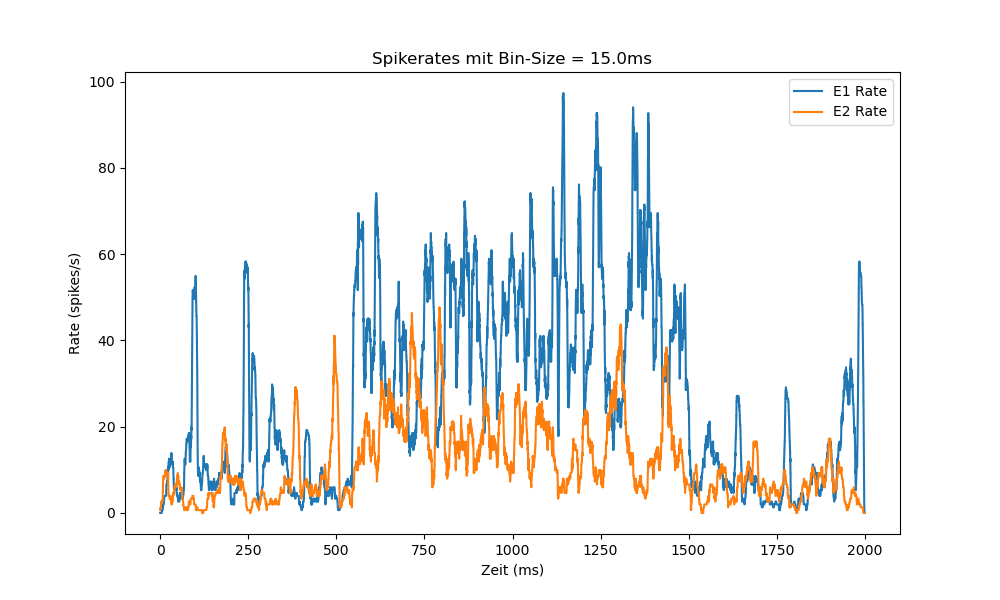 Spikerates mit Bin-Size = 15.0ms
E1 Rate
E2 Rate
100
80
60
40
20
0
Rate (spikes/s)
0 250 500 750 1000 1250 1500 1750 2000
Zeit (ms)